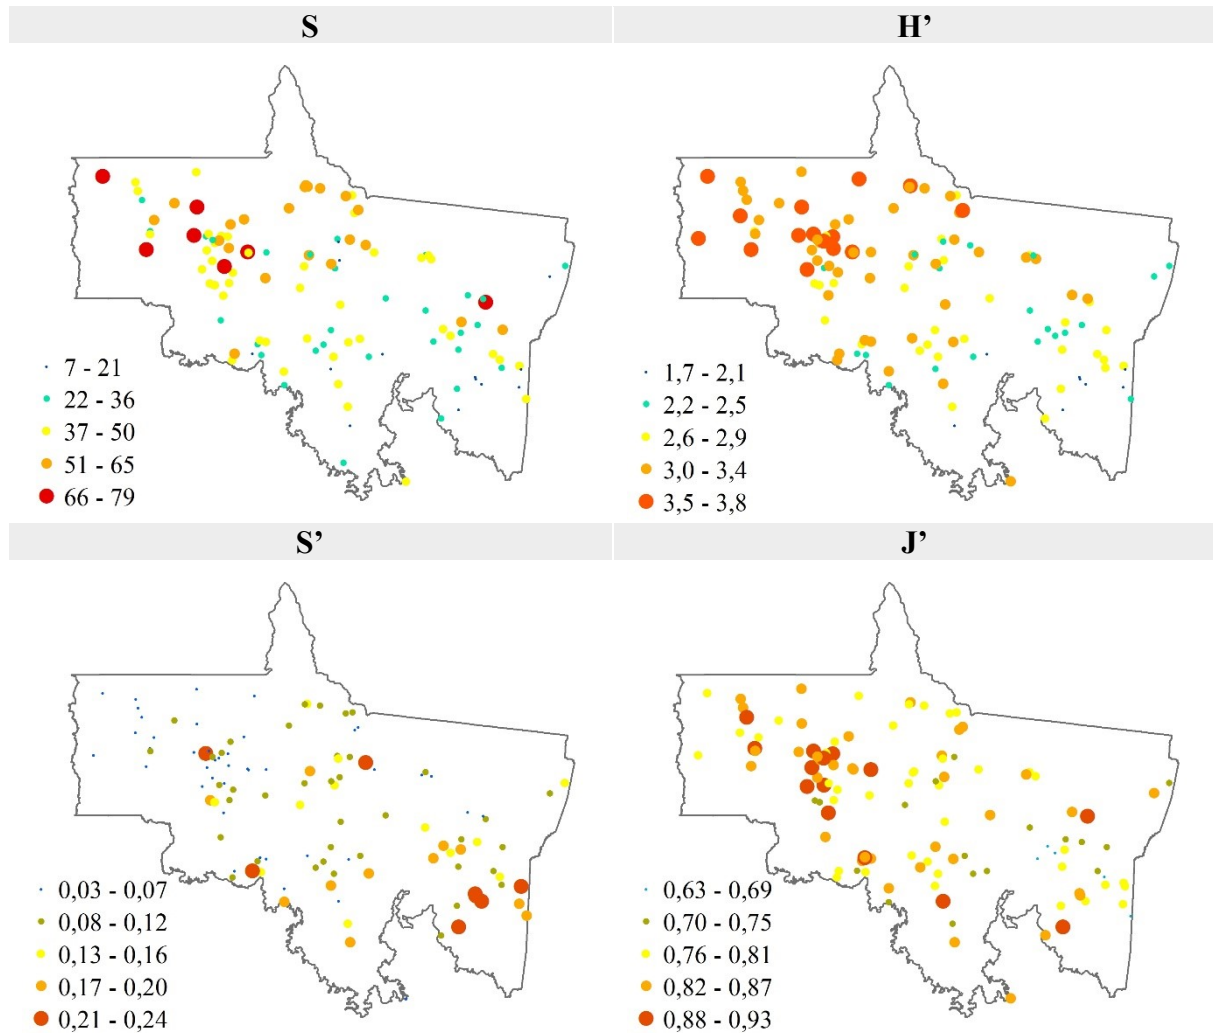 S
H’
7 - 21
22 - 36
37 - 50
51 - 65
66 - 79
1,7 - 2,1
2,2 - 2,5
2,6 - 2,9
3,0 - 3,4
3,5 - 3,8
S’
J’
0,03 - 0,07
0,08 - 0,12
0,13 - 0,16
0,17 - 0,20
0,21 - 0,24
0,63 - 0,69
0,70 - 0,75
0,76 - 0,81
0,82 - 0,87
0,88 - 0,93